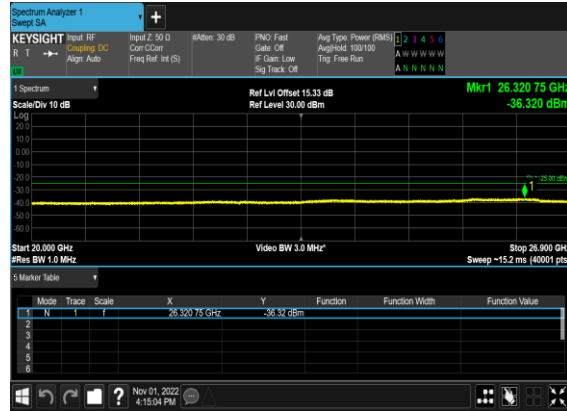 Spectrum Analyzer 1
Swept SA
+
KEYSIGHT Input: RF Input Z: 50 Ω #Atten: 30 dB PNO: Fast Avg Type: Power (RMS) 1 2 3 4 5 6
R T Coupling: DC Corr CCorr Gate: Off Avg|Hold: 100/100 A W W W W W
Align: Auto Freq Ref: Int (S) IF Gain: Low Trig: Free Run
LW Sig Track: Off A N N N N N
1 Spectrum Ref Lvl Offset 15.33 dB Mkr1 26.320 75 GHz
Scale/Div 10 dB Ref Level 30.00 dBm -36.320 dBm
Log
20.0
10.0
0.00
-10.0
-20.0
-25.00 dBm
1
-30.0
-40.0
-50.0
-60.0
Start 20.000 GHz Video BW 3.0 MHz* Stop 26.900 GHz
#Res BW 1.0 MHz Sweep ~15.2 ms (40001 pts)
5 Marker Table
Mode Trace Scale X Y Function Function Width Function Value
1 N 1 f 26.320 75 GHz -36.32 dBm
2
3
4
5
6
? Nov 01, 2022
4:15:04 PM